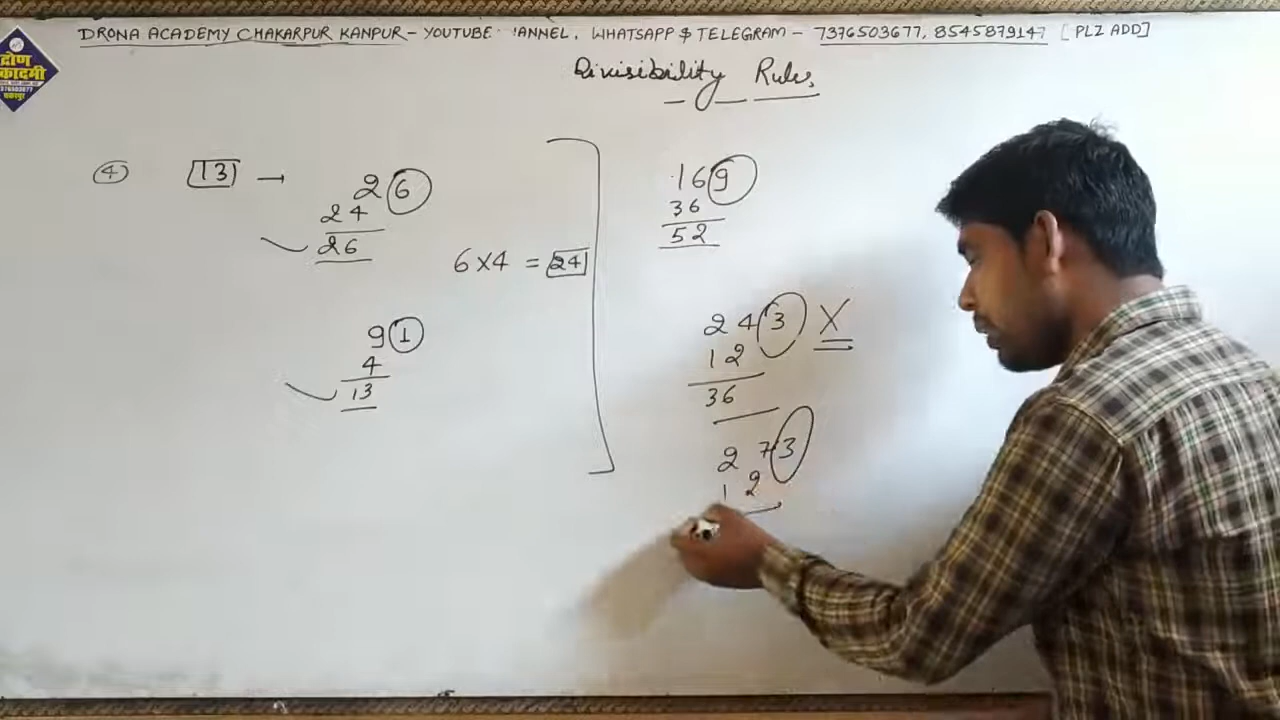 DRONA ACADEMY CHAKARPUR KANPUR - YOUTUBE ANNEL, WHATSAPP & TELEGRAM - 7376503677, 8545879147 [PLZ ADD]
द्रोण
कादमी
Divisibility Rules
④ 13 → 26
24
26
6×4 = 24
91
4
13
169
36
52
243 X
12
36
273
12